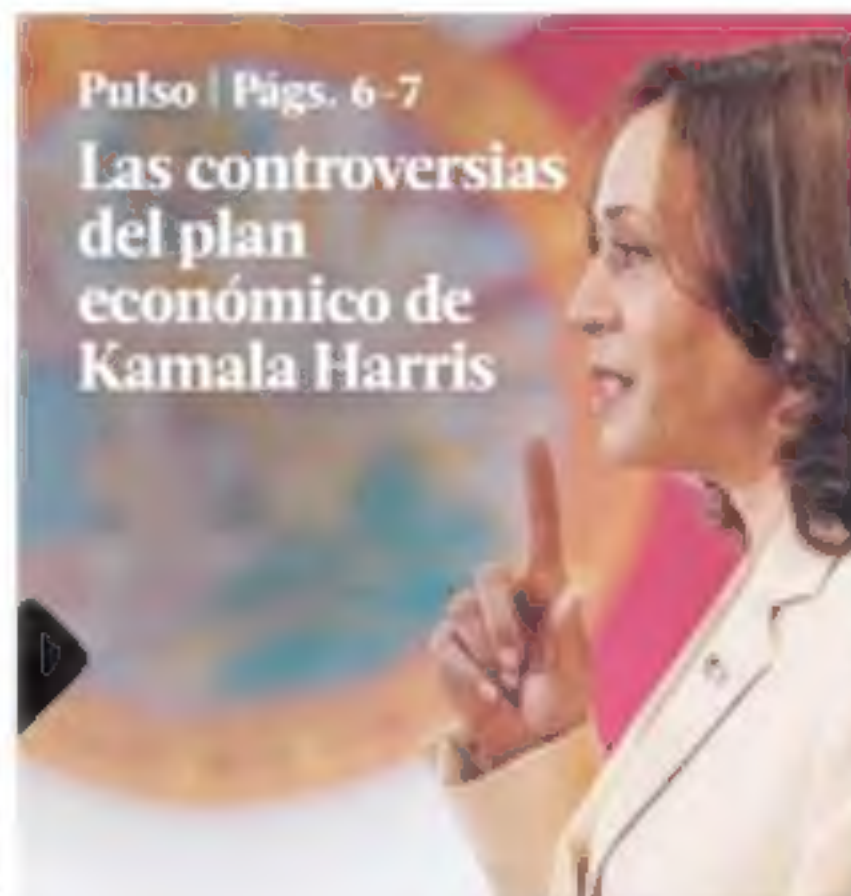 Pulso | Págs. 6-7
Las controversias
del plan
económico de
Kamala Harris